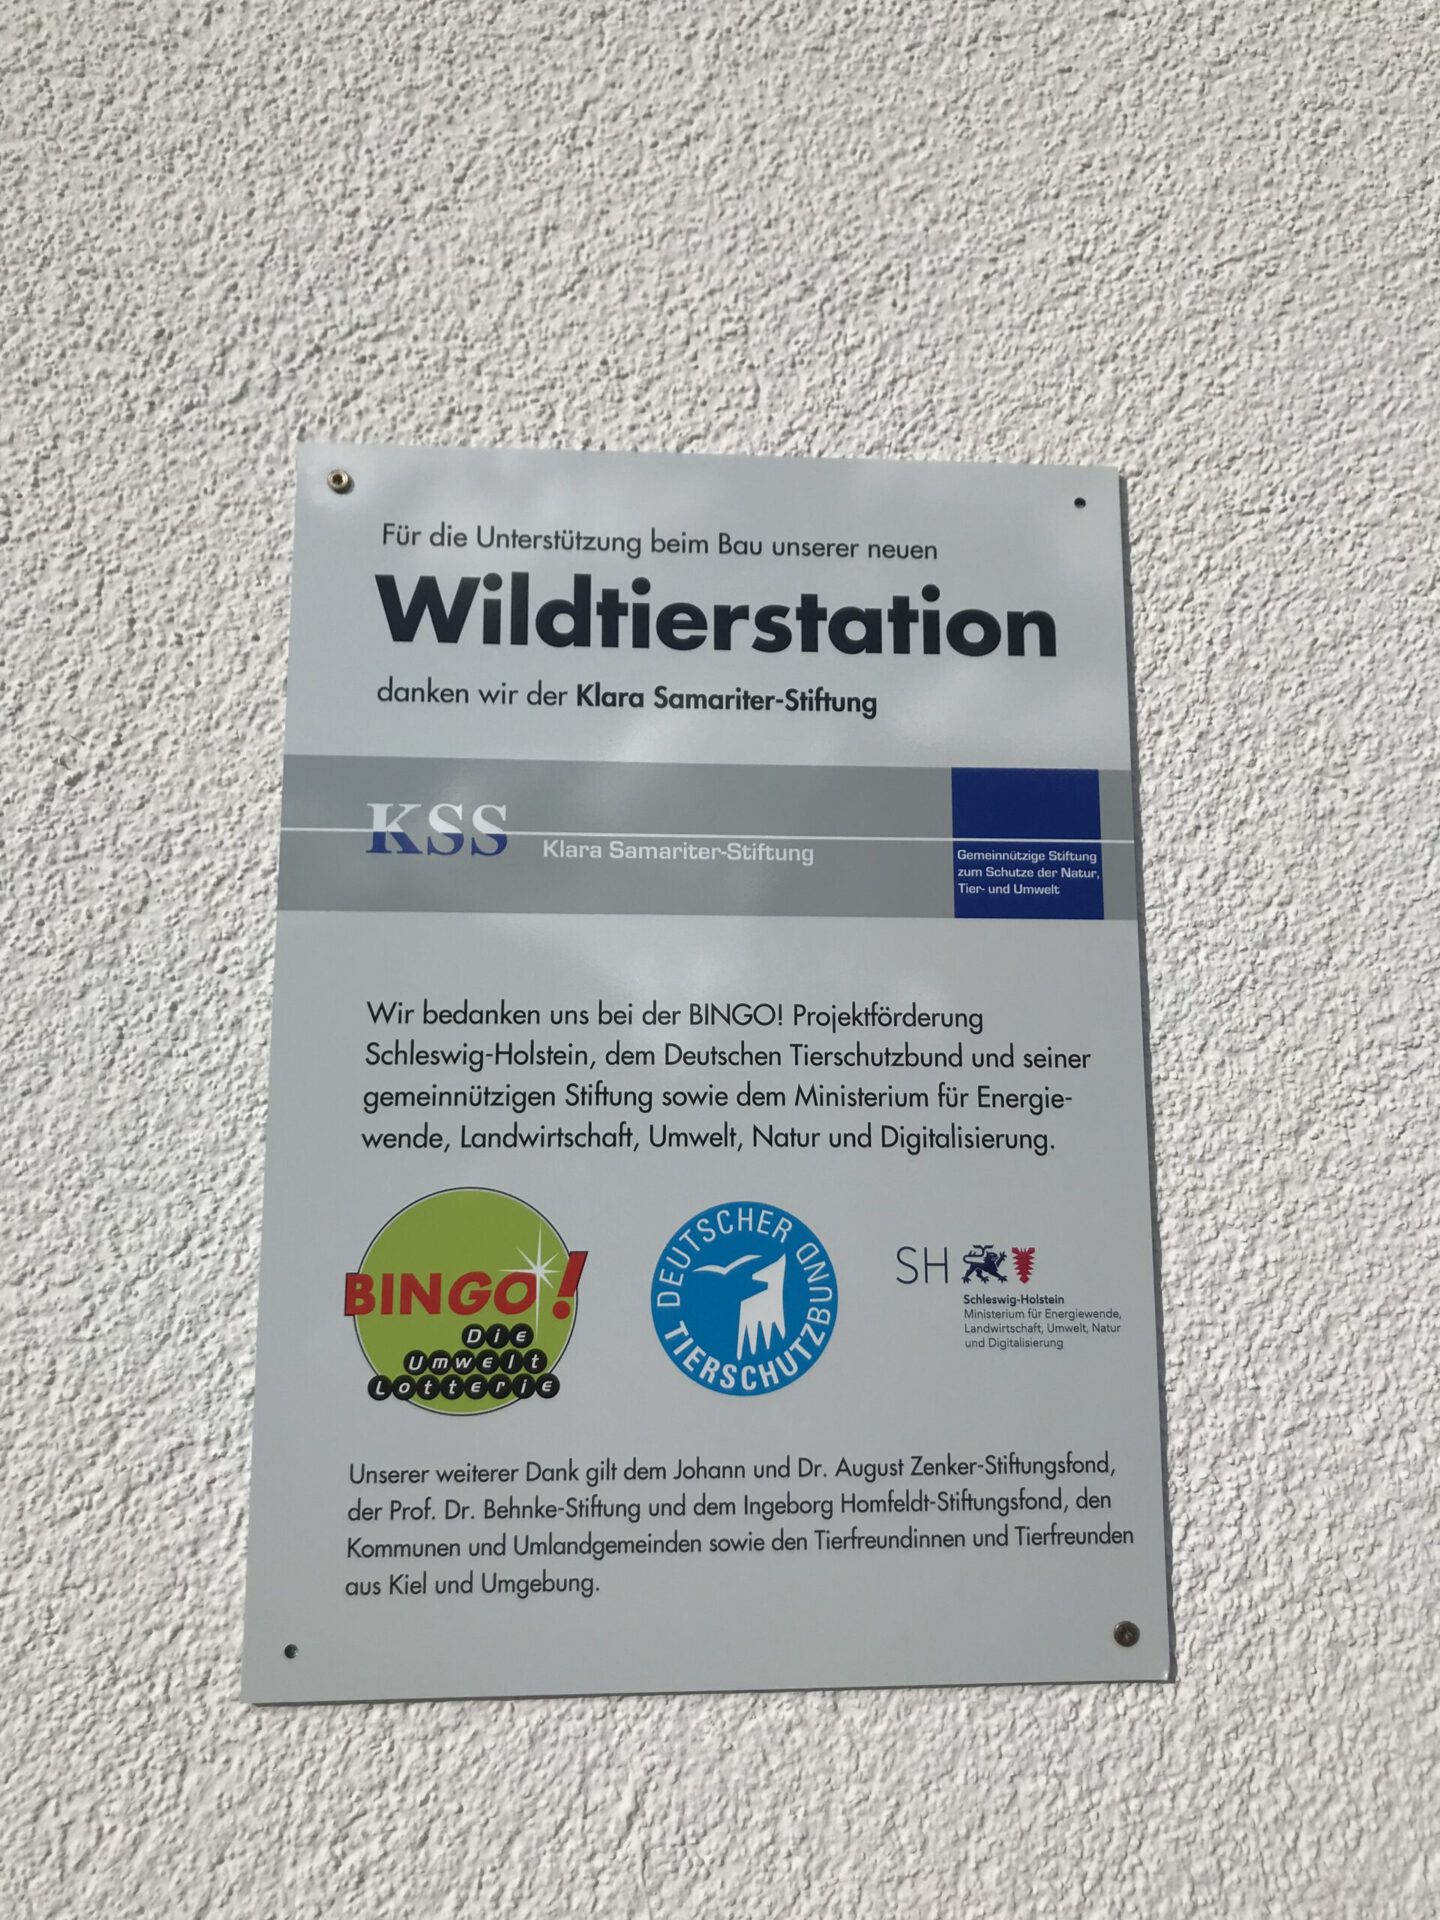 Für die Unterstützung beim Bau unserer neuen
Wildtierstation
danken wir der Klara Samariter-Stiftung
KSS Klara Samariter-Stiftung
Gemeinnützige Stiftung
zum Schutze der Natur,
Tier- und Umwelt
Wir bedanken uns bei der BINGO! Projektförderung
Schleswig-Holstein, dem Deutschen Tierschutzbund und seiner
gemeinnützigen Stiftung sowie dem Ministerium für Energie-
wende, Landwirtschaft, Umwelt, Natur und Digitalisierung.
BINGO!
Die
Umwelt
Lotterie
DEUTSCHER TIERSCHUTZBUND
SH
Schleswig-Holstein
Ministerium für Energiewende,
Landwirtschaft, Umwelt, Natur
und Digitalisierung
Unserer weiterer Dank gilt dem Johann und Dr. August Zenker-Stiftungsfond,
der Prof. Dr. Behnke-Stiftung und dem Ingeborg Homfeldt-Stiftungsfond, den
Kommunen und Umlandgemeinden sowie den Tierfreundinnen und Tierfreunden
aus Kiel und Umgebung.